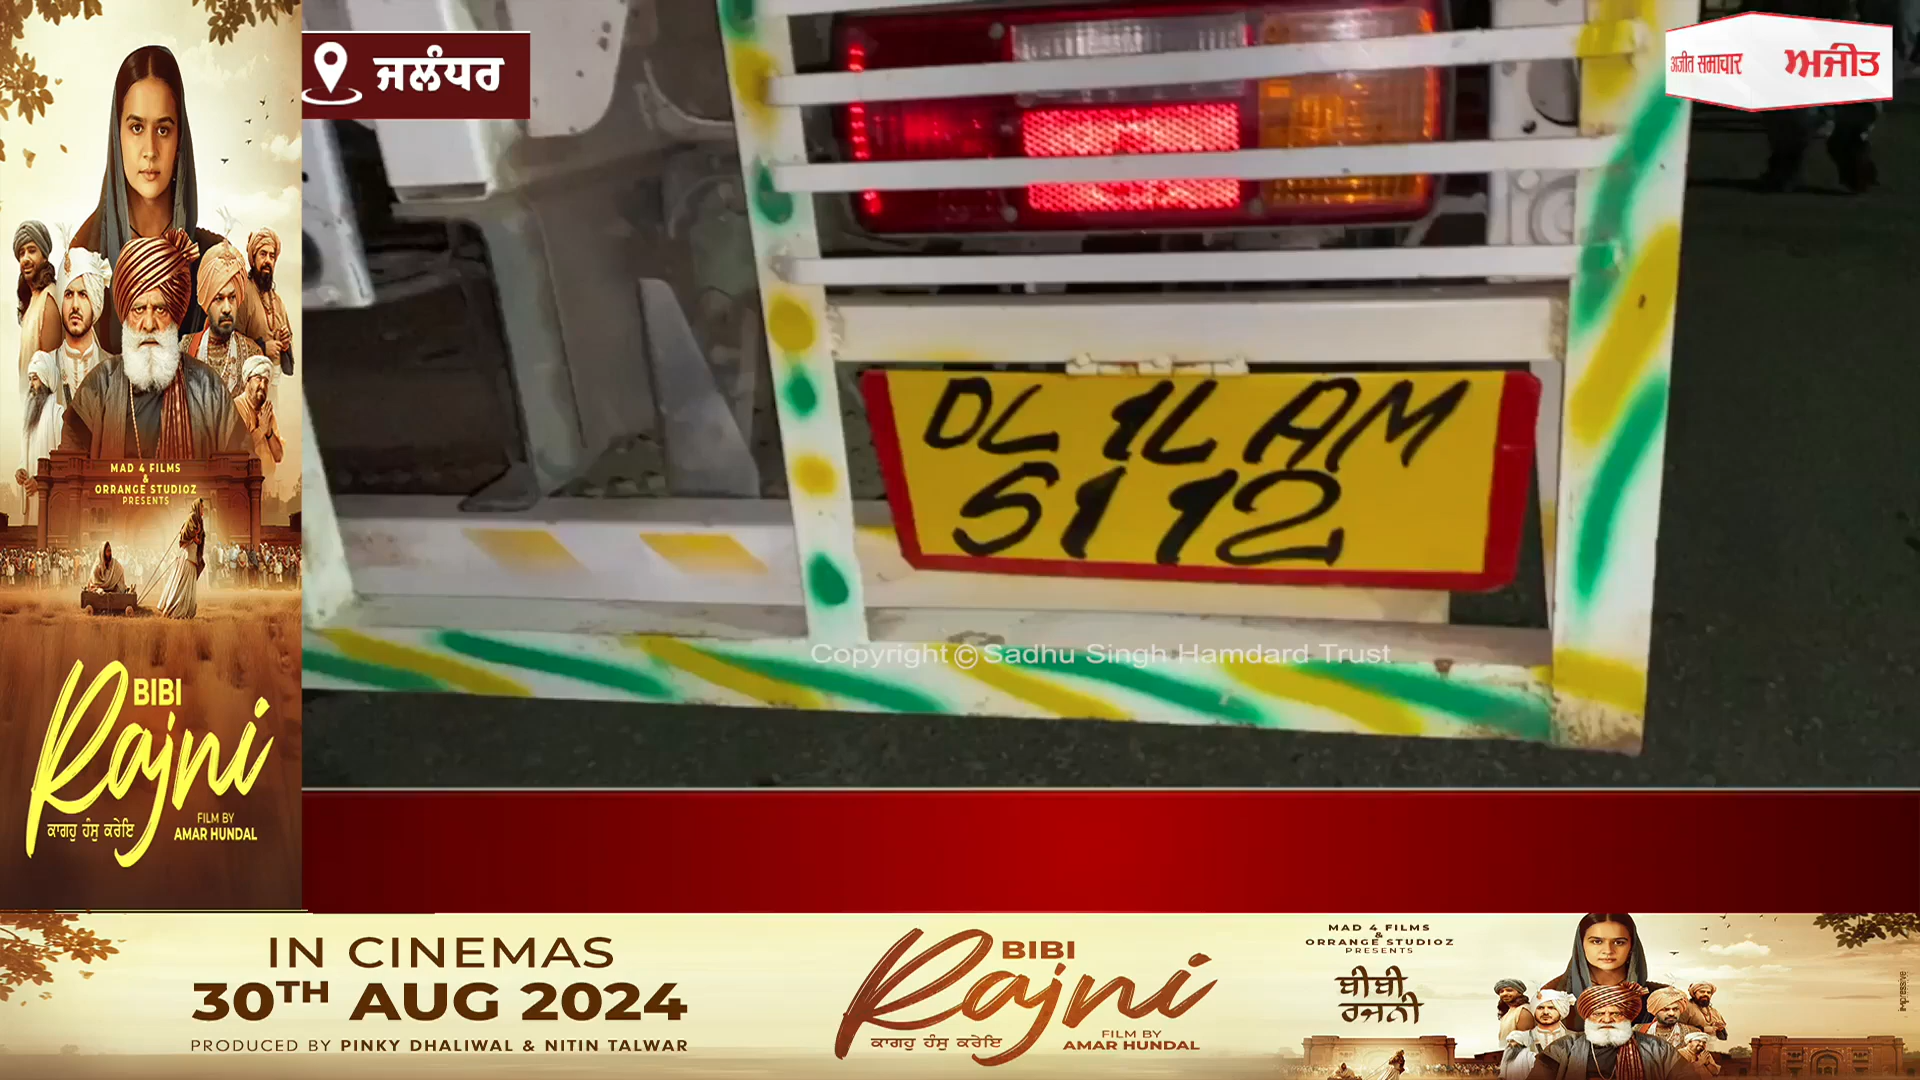 ਜਲੰਧਰ
अजीत समाचार
ਅਜੀਤ
DL 1L AM
5112
Copyright © Sadhu Singh Hamdard Trust
MAD 4 FILMS
&
ORRANGE STUDIOZ
PRESENTS
BIBI
Rajni
ਕਾਗਹੁ ਹੰਸੁ ਕਰੇਇ
FILM BY
AMAR HUNDAL
IN CINEMAS
30TH AUG 2024
PRODUCED BY PINKY DHALIWAL & NITIN TALWAR
BIBI
Rajni
ਕਾਗਹੁ ਹੰਸੁ ਕਰੇਇ
FILM BY
AMAR HUNDAL
MAD 4 FILMS
&
ORRANGE STUDIOZ
PRESENTS
ਬੀਬੀ
ਰਜਨੀ
impressive